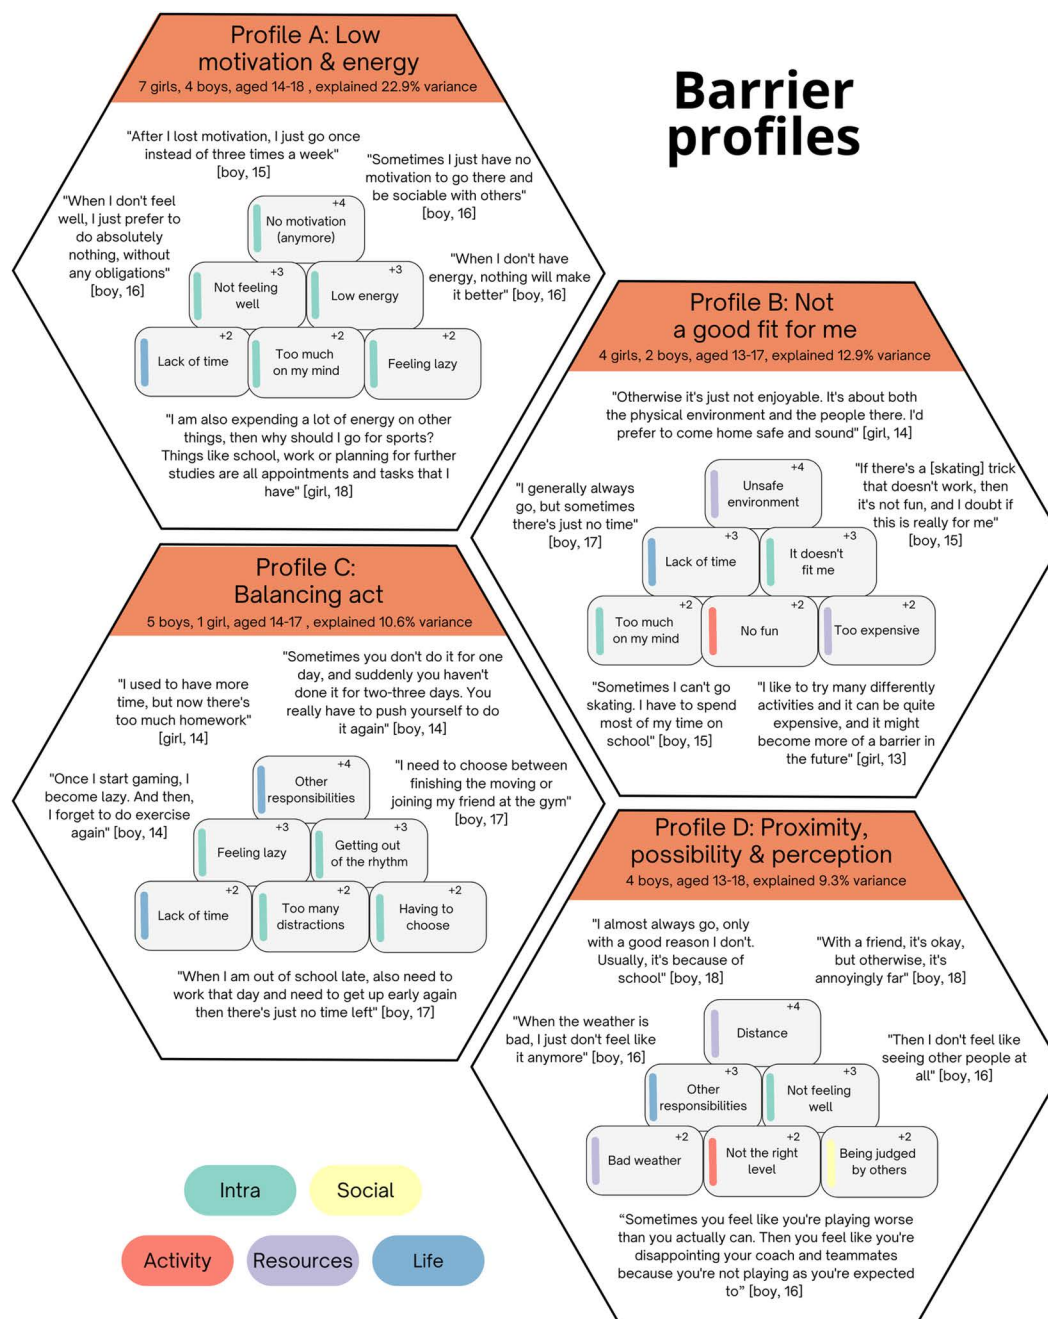 Barrier
profiles
Profile A: Low
motivation & energy
7 girls, 4 boys, aged 14-18 , explained 22.9% variance
"After I lost motivation, I just go once
instead of three times a week"
[boy, 15]
"Sometimes I just have no
motivation to go there and
be sociable with others"
[boy, 16]
"When I don't feel
well, I just prefer to
do absolutely
nothing, without
any obligations"
[boy, 16]
"When I don't have
energy, nothing will make
it better" [boy, 16]
+4
No motivation
(anymore)
+3
Not feeling
well
+3
Low energy
+2
Lack of time
+2
Too much
on my mind
+2
Feeling lazy
"I am also expending a lot of energy on other
things, then why should I go for sports?
Things like school, work or planning for further
studies are all appointments and tasks that I
have" [girl, 18]
Profile B: Not
a good fit for me
4 girls, 2 boys, aged 13-17, explained 12.9% variance
"Otherwise it's just not enjoyable. It's about both
the physical environment and the people there. I'd
prefer to come home safe and sound" [girl, 14]
"I generally always
go, but sometimes
there's just no time"
[boy, 17]
"If there's a [skating] trick
that doesn't work, then
it's not fun, and I doubt if
this is really for me"
[boy, 15]
+4
Unsafe
environment
+3
Lack of time
+3
It doesn't
fit me
+2
Too much
on my mind
+2
No fun
+2
Too expensive
"Sometimes I can't go
skating. I have to spend
most of my time on
school" [boy, 15]
"I like to try many differently
activities and it can be quite
expensive, and it might
become more of a barrier in
the future" [girl, 13]
Profile C:
Balancing act
5 boys, 1 girl, aged 14-17 , explained 10.6% variance
"I used to have more
time, but now there's
too much homework"
[girl, 14]
"Sometimes you don't do it for one
day, and suddenly you haven't
done it for two-three days. You
really have to push yourself to do
it again" [boy, 14]
"Once I start gaming, I
become lazy. And then,
I forget to do exercise
again" [boy, 14]
"I need to choose between
finishing the moving or
joining my friend at the gym"
[boy, 17]
+4
Other
responsibilities
+3
Feeling lazy
+3
Getting out
of the rhythm
+2
Lack of time
+2
Too many
distractions
+2
Having to
choose
"When I am out of school late, also need to
work that day and need to get up early again
then there's just no time left" [boy, 17]
Profile D: Proximity,
possibility & perception
4 boys, aged 13-18, explained 9.3% variance
"I almost always go, only
with a good reason I don't.
Usually, it's because of
school" [boy, 18]
"With a friend, it's okay,
but otherwise, it's
annoyingly far" [boy, 18]
"When the weather is
bad, I just don't feel like
it anymore" [boy, 16]
"Then I don't feel like
seeing other people at
all" [boy, 16]
+4
Distance
+3
Other
responsibilities
+3
Not feeling
well
+2
Bad weather
+2
Not the right
level
+2
Being judged
by others
“Sometimes you feel like you're playing worse
than you actually can. Then you feel like you're
disappointing your coach and teammates
because you're not playing as you're expected
to” [boy, 16]
Intra
Social
Activity
Resources
Life